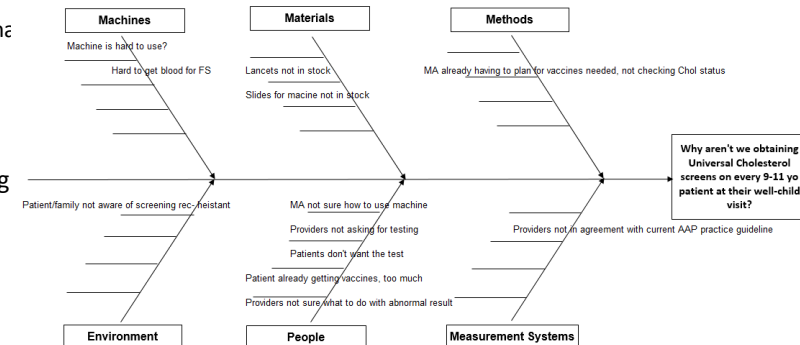 Machines
Materials
Methods
Machine is hard to use?
Hard to get blood for FS
Lancets not in stock
Slides for macine not in stock
MA already having to plan for vaccines needed, not checking Chol status
Why aren't we obtaining
Universal Cholesterol
screens on every 9-11 yo
patient at their well-child
visit?
g
Patient/family not aware of screening rec- heistant
MA not sure how to use machine
Providers not asking for testing
Patients don't want the test
Patient already getting vaccines, too much
Providers not sure what to do with abnormal result
Providers not in agreement with current AAP practice guideline
Environment
People
Measurement Systems